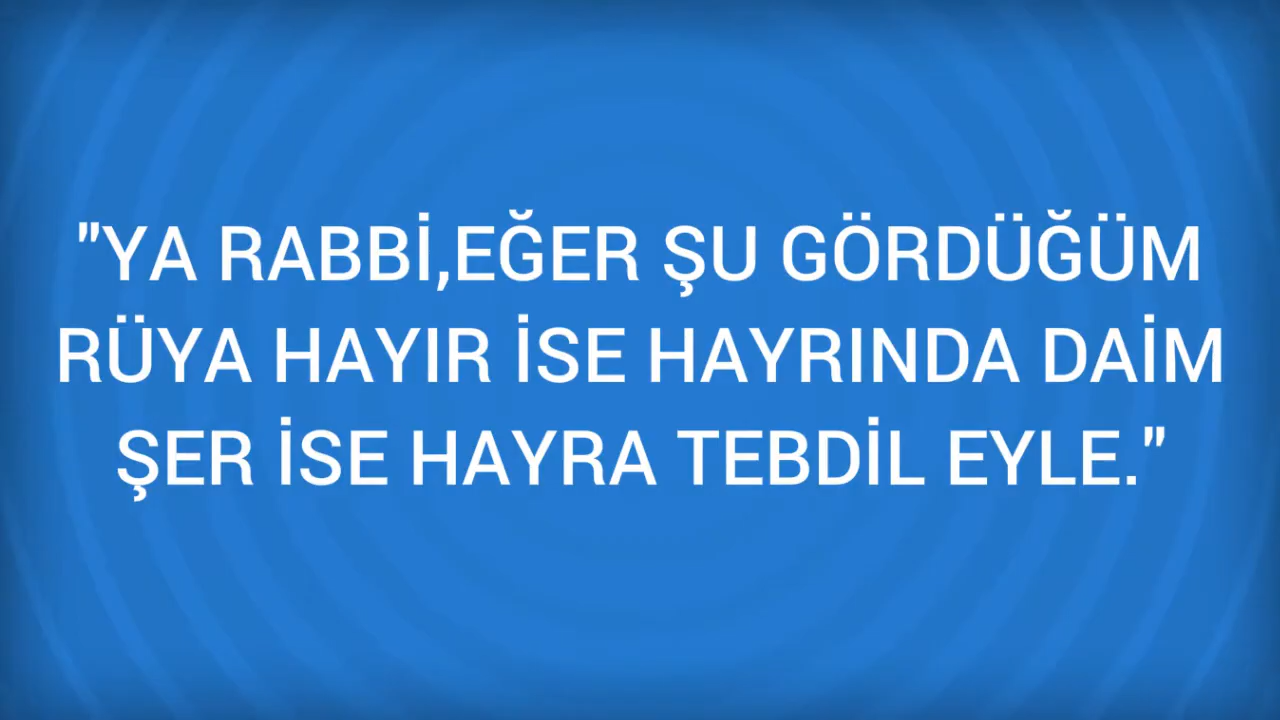 "YA RABBİ,EĞER ŞU GÖRDÜĞÜM
RÜYA HAYIR İSE HAYRINDA DAİM
ŞER İSE HAYRA TEBDİL EYLE."